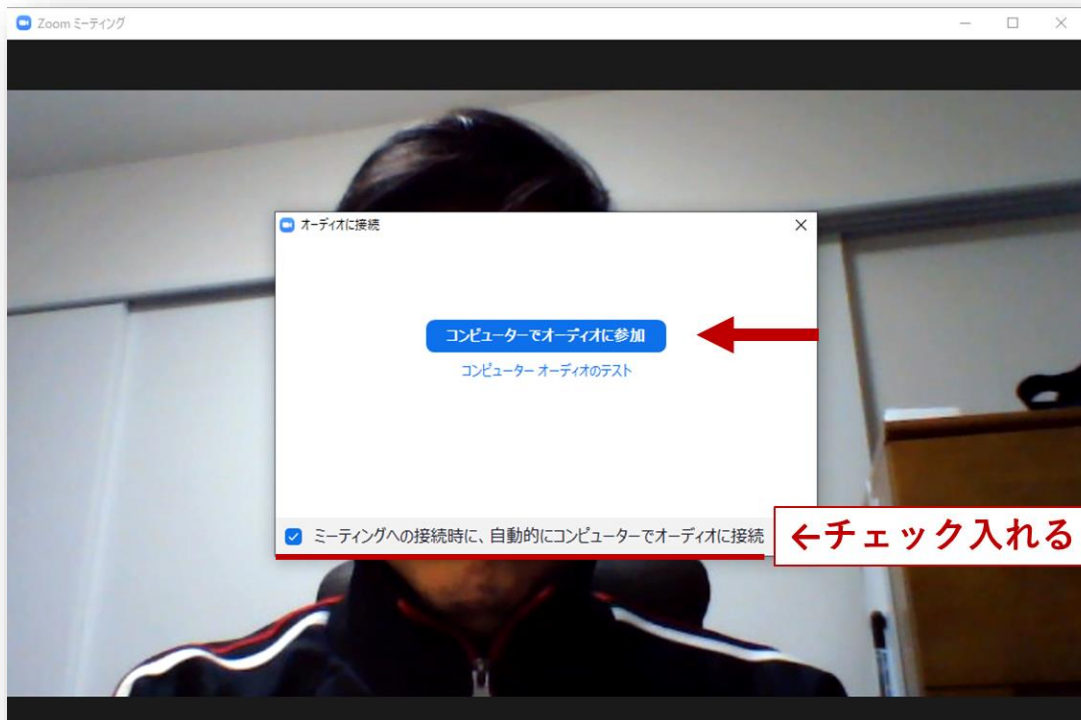 Zoom ミーティング
オーディオに接続
コンピューターでオーディオに参加
コンピューター オーディオのテスト
ミーティングへの接続時に、自動的にコンピューターでオーディオに接続
←チェック入れる